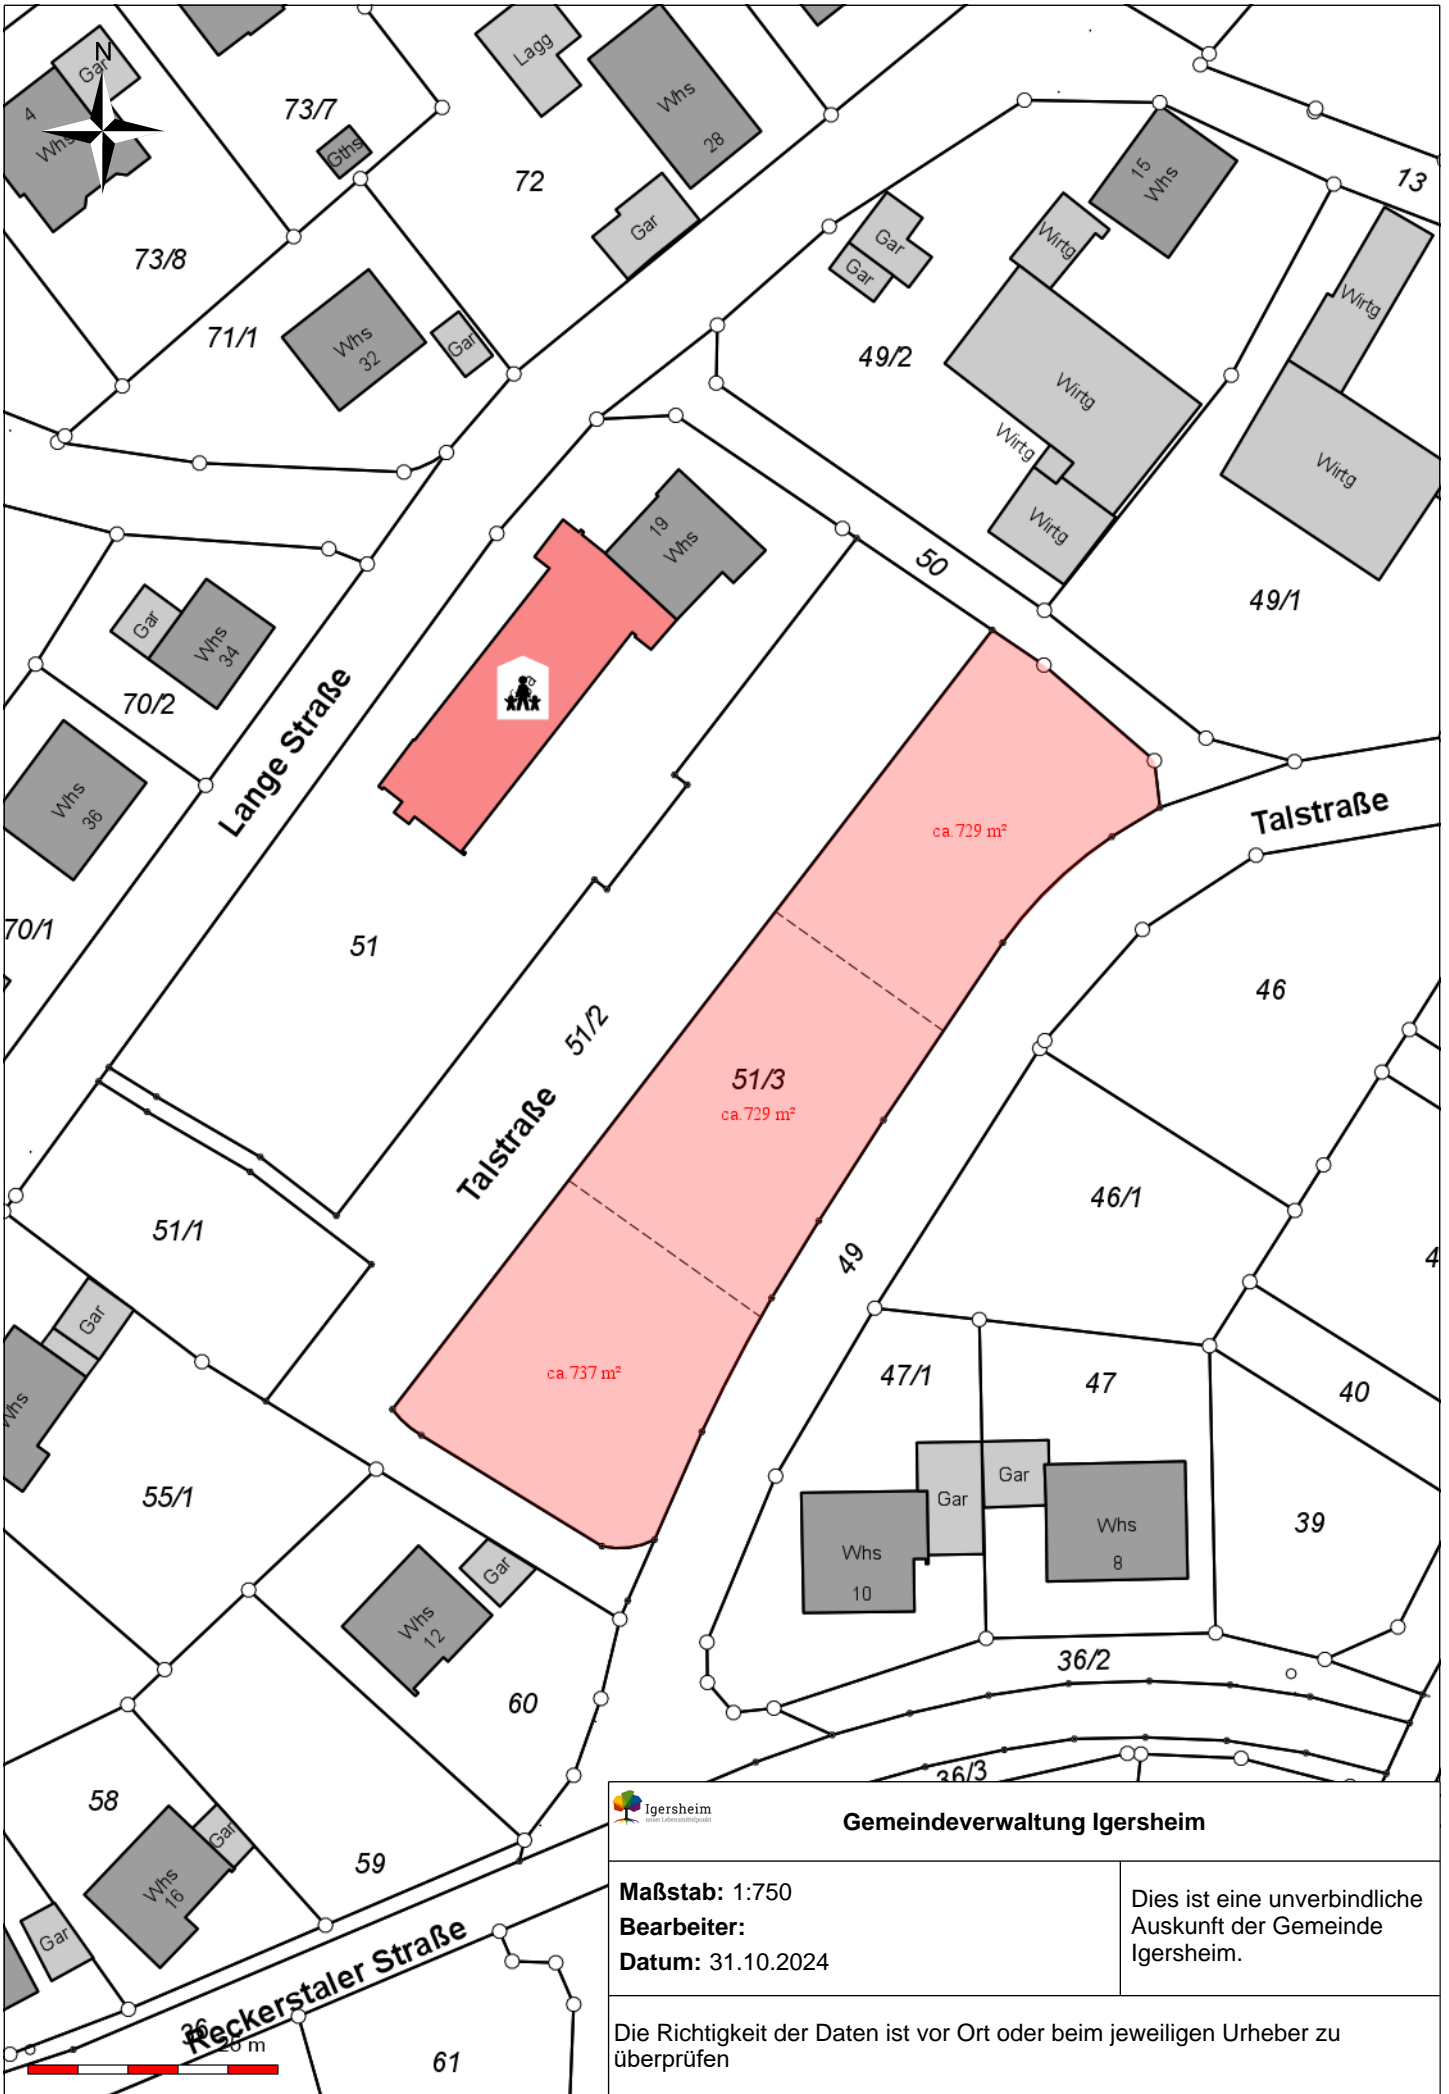 N
Gar
4
Whs
73/7
Gths
Lagg
Whs
28
72
Gar
73/8
71/1
Whs
32
Gar
15
Whs
13
Gar
Gar
Wirtg
Wirtg
49/2
Wirtg
Wirtg
Wirtg
Wirtg
19
Whs
50
49/1
Gar
Whs
34
70/2
Lange Straße
Whs
36
Talstraße
ca.729 m²
70/1
51
46
51/2
51/3
ca.729 m²
Talstraße
46/1
51/1
49
4
Gar
Whs
ca.737 m²
47/1
47
40
55/1
Gar
Gar
Whs
8
39
Whs
10
Gar
Whs
12
60
36/2
36/3
58
Gar
Whs
16
59
Gar
Reckerstaler Straße
36
25 m
61
Igersheim
unser Lebensmittelpunkt
Gemeindeverwaltung Igersheim
Maßstab: 1:750
Bearbeiter:
Datum: 31.10.2024
Dies ist eine unverbindliche
Auskunft der Gemeinde
Igersheim.
Die Richtigkeit der Daten ist vor Ort oder beim jeweiligen Urheber zu
überprüfen